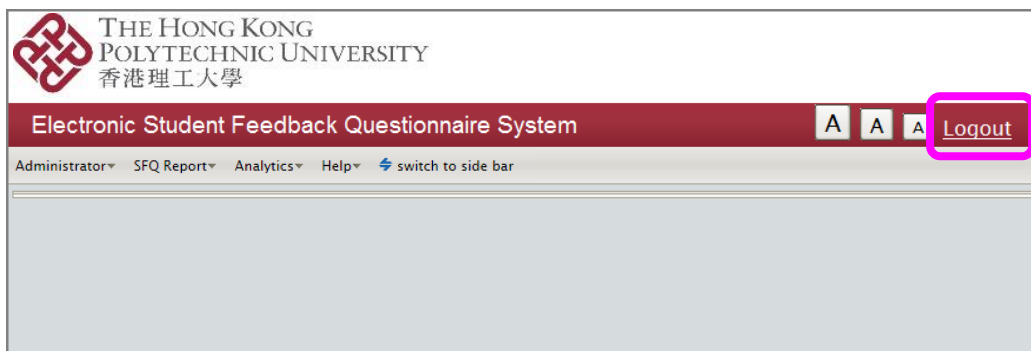 THE HONG KONG
POLYTECHNIC UNIVERSITY
香港理工大學
Electronic Student Feedback Questionnaire System A A A Logout
Administrator SFQ Report Analytics Help switch to side bar